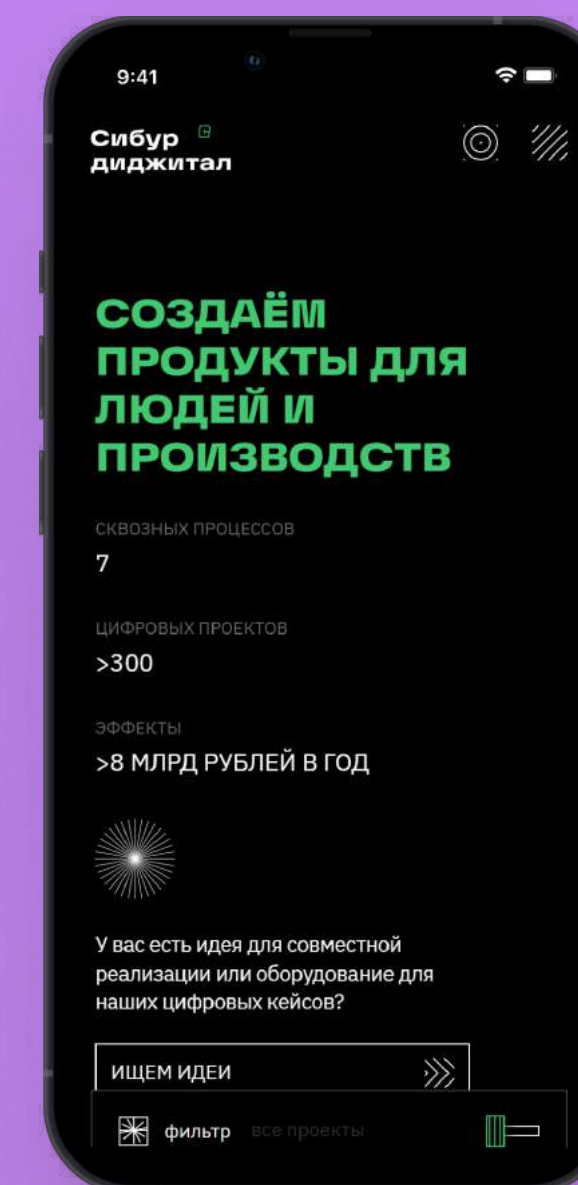 9:41
Сибур
диджитал
СОЗДАЁМ
ПРОДУКТЫ ДЛЯ
ЛЮДЕЙ И
ПРОИЗВОДСТВ
СКВОЗНЫХ ПРОЦЕССОВ
7
ЦИФРОВЫХ ПРОЕКТОВ
>300
ЭФФЕКТЫ
>8 МЛРД РУБЛЕЙ В ГОД
У вас есть идея для совместной
реализации или оборудование для
наших цифровых кейсов?
ИЩЕМ ИДЕИ
фильтр все проекты